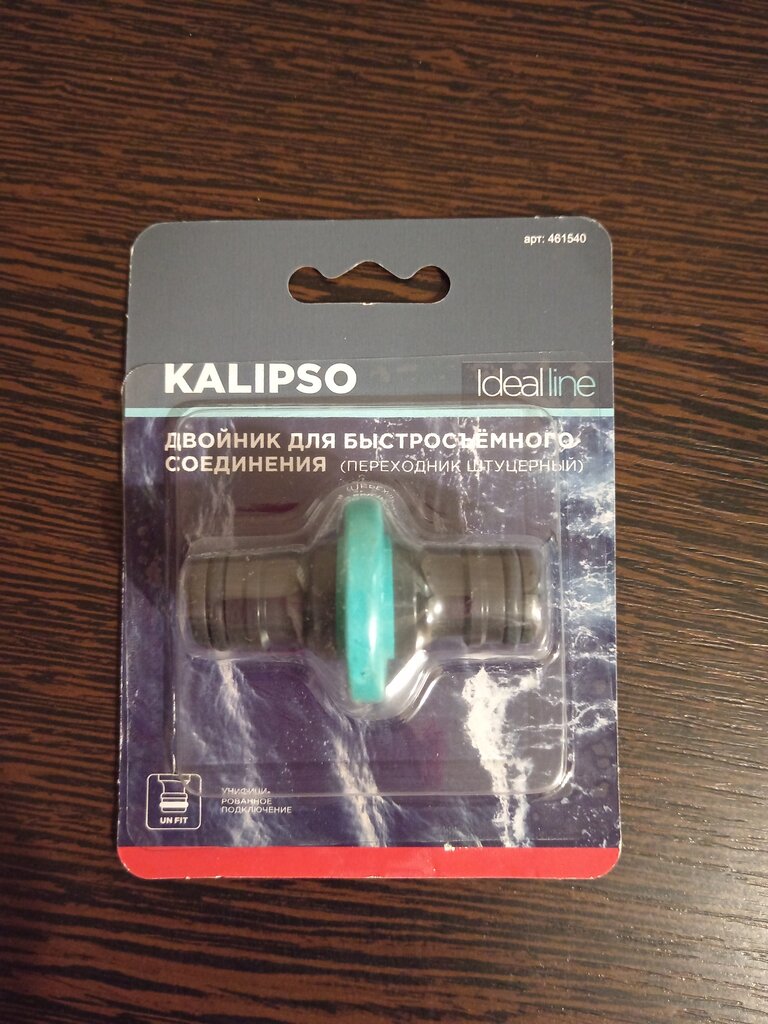 арт: 461540
KALIPSO
Ideal line
ДВОЙНИК ДЛЯ БЫСТРОСЪЁМНОГО
СОЕДИНЕНИЯ (ПЕРЕХОДНИК ШТУЦЕРНЫЙ)
УНИФИЦИ-
РОВАННОЕ
ПОДКЛЮЧЕНИЕ
UN FIT